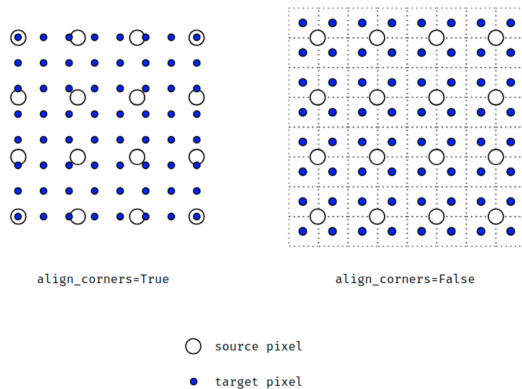 align_corners=True
align_corners=False
source pixel
target pixel